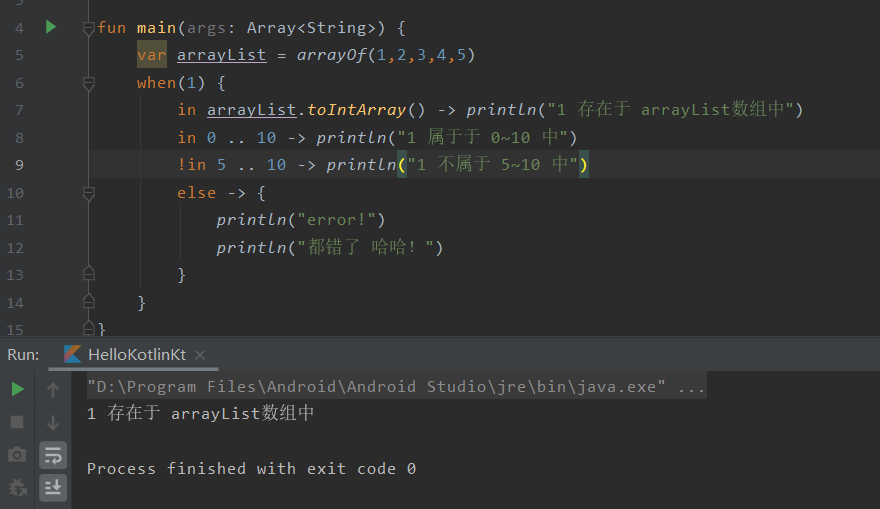 4 fun main(args: Array<String>) {
5 var arrayList = arrayOf(1,2,3,4,5)
6 when(1) {
7 in arrayList.toIntArray() -> println("1 存在于 arrayList数组中")
8 in 0 .. 10 -> println("1 属于于 0~10 中")
9 !in 5 .. 10 -> println("1 不属于 5~10 中")
10 else -> {
11 println("error!")
12 println("都错了 哈哈! ")
13 }
14 }
15 }
Run: HelloKotlinKt ×
"D:\Program Files\Android\Android Studio\jre\bin\java.exe" ...
1 存在于 arrayList数组中
Process finished with exit code 0